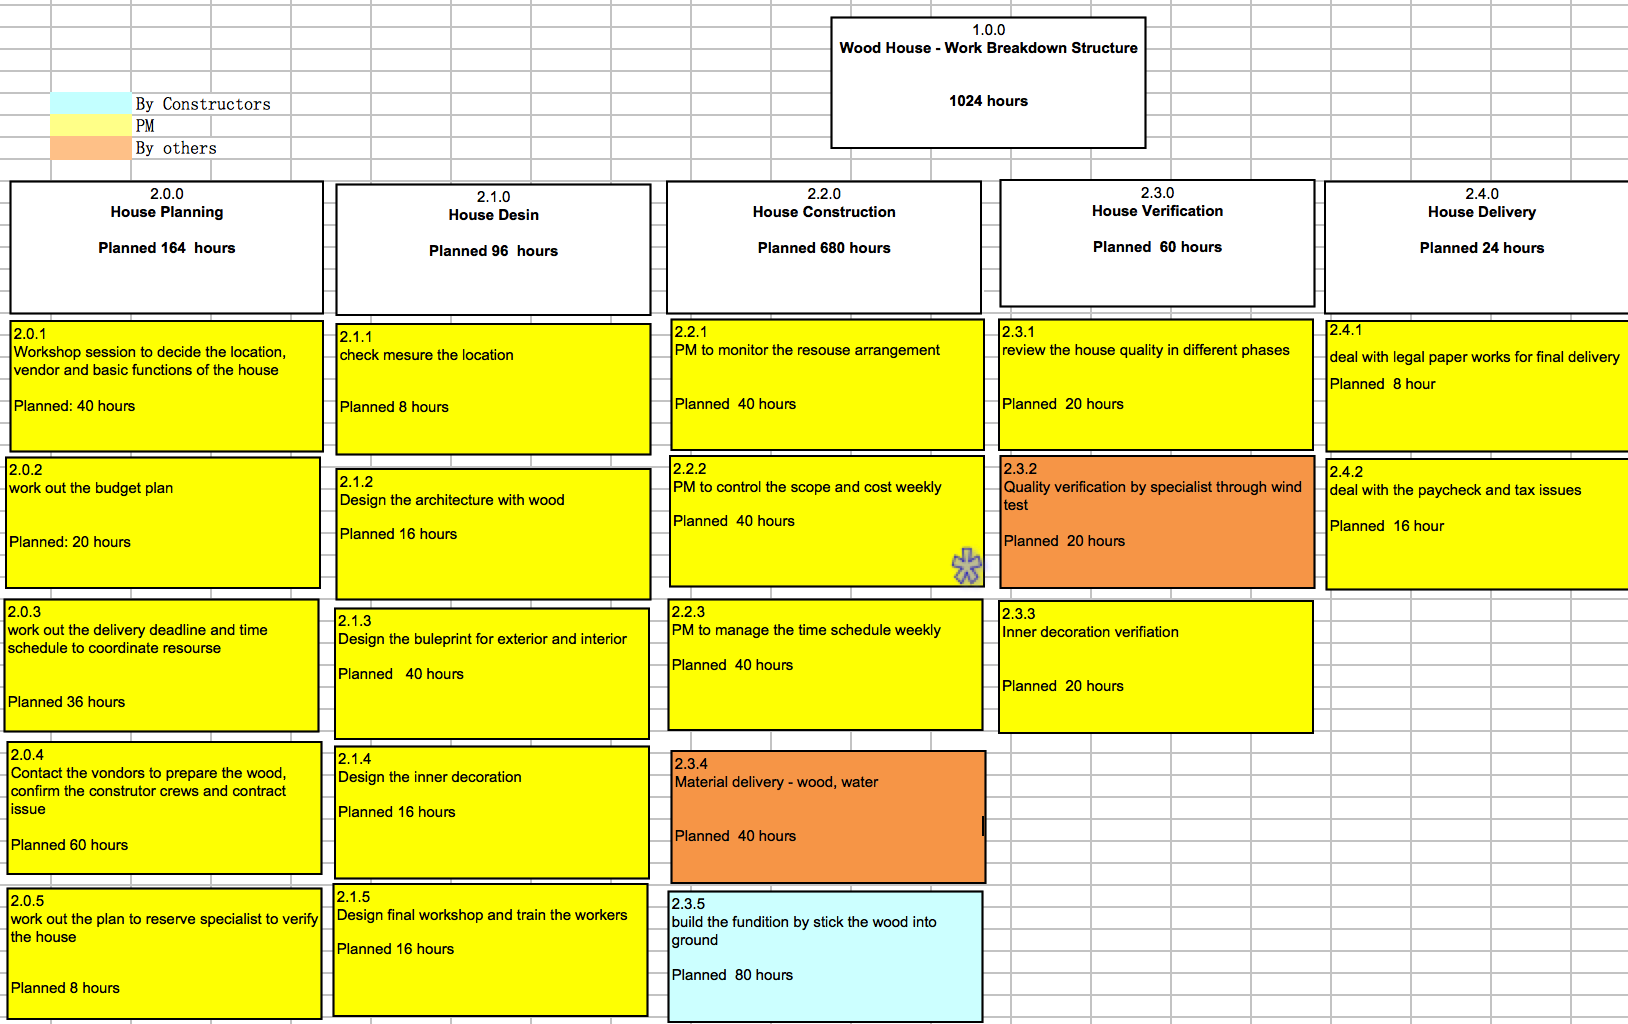 1.0.0
Wood House - Work Breakdown Structure
1024 hours
By Constructors
PM
By others
2.0.0
House Planning
Planned 164  hours
2.1.0
House Desin
Planned 96  hours
2.2.0
House Construction
Planned 680 hours
2.3.0
House Verification
Planned  60 hours
2.4.0
House Delivery
Planned 24 hours
2.0.1
Workshop session to decide the location,
vendor and basic functions of the house
Planned: 40 hours
2.1.1
check mesure the location
Planned 8 hours
2.2.1
PM to monitor the resouse arrangement
Planned  40 hours
2.3.1
review the house quality in different phases
Planned  20 hours
2.4.1
deal with legal paper works for final delivery
Planned  8 hour
2.0.2
work out the budget plan
Planned: 20 hours
2.1.2
Design the architecture with wood
Planned 16 hours
2.2.2
PM to control the scope and cost weekly
Planned  40 hours
2.3.2
Quality verification by specialist through wind
test
Planned  20 hours
2.4.2
deal with the paycheck and tax issues
Planned  16 hour
2.0.3
work out the delivery deadline and time
schedule to coordinate resourse
Planned 36 hours
2.1.3
Design the buleprint for exterior and interior
Planned   40 hours
2.2.3
PM to manage the time schedule weekly
Planned  40 hours
2.3.3
Inner decoration verifiation
Planned  20 hours
2.0.4
Contact the vondors to prepare the wood,
confirm the construtor crews and contract
issue
Planned 60 hours
2.1.4
Design the inner decoration
Planned 16 hours
2.3.4
Material delivery - wood, water
Planned  40 hours
2.0.5
work out the plan to reserve specialist to verify
the house
Planned 8 hours
2.1.5
Design final workshop and train the workers
Planned 16 hours
2.3.5
build the fundition by stick the wood into
ground
Planned  80 hours